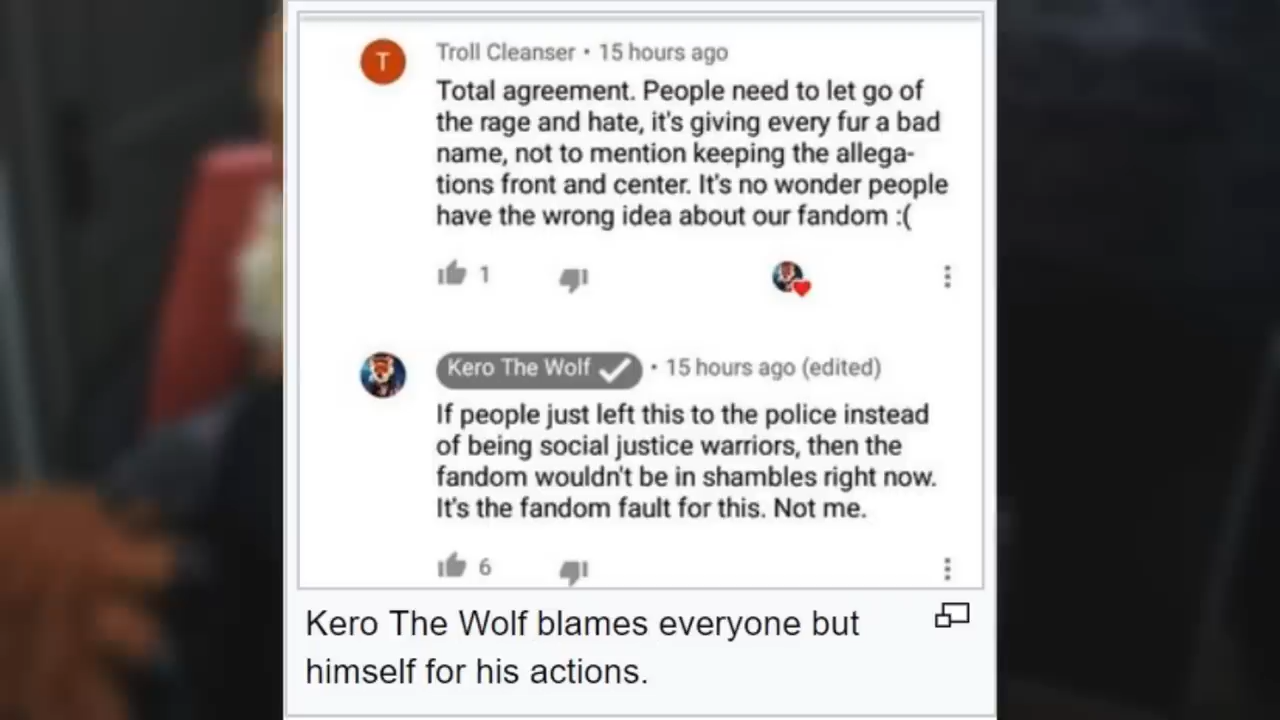 T
Troll Cleanser • 15 hours ago
Total agreement. People need to let go of
the rage and hate, it's giving every fur a bad
name, not to mention keeping the allega-
tions front and center. It's no wonder people
have the wrong idea about our fandom :(
1
Kero The Wolf • 15 hours ago (edited)
If people just left this to the police instead
of being social justice warriors, then the
fandom wouldn't be in shambles right now.
It's the fandom fault for this. Not me.
6
Kero The Wolf blames everyone but
himself for his actions.